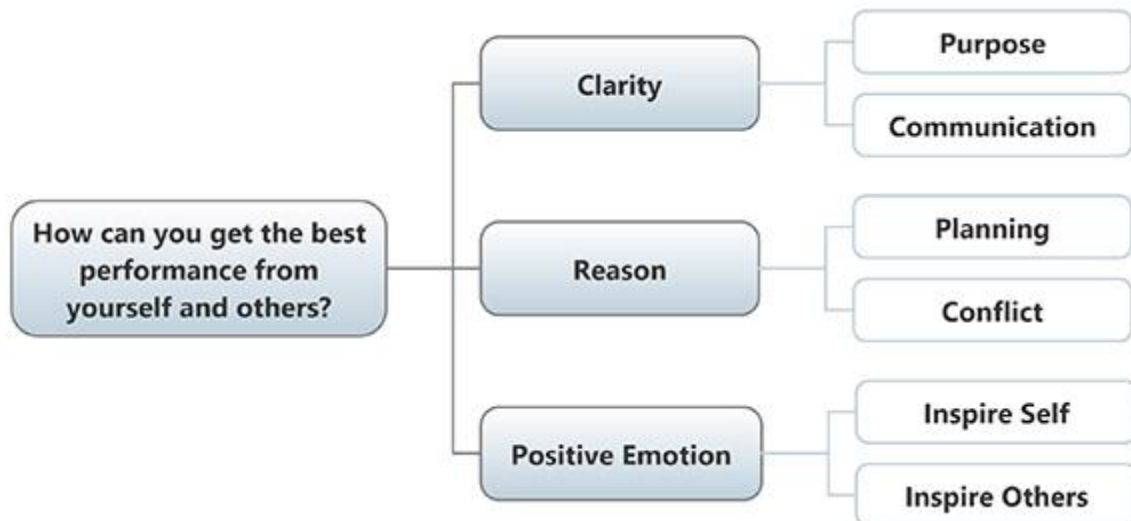 How can you get the best
performance from
yourself and others?
Clarity
Purpose
Communication
Reason
Planning
Conflict
Positive Emotion
Inspire Self
Inspire Others